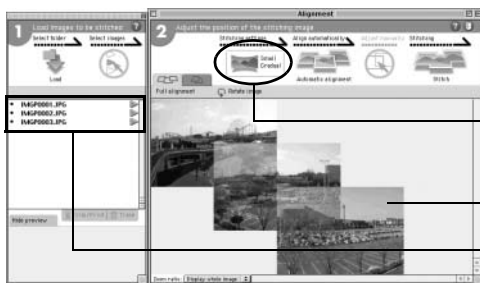 Alignment
1 Load images to be stitched ?
Select folder Select images
Load
IMGP0001.JPG
IMGP0002.JPG
IMGP0003.JPG
Hide preview
2 Adjust the position of the stitching image ?
Stitching settings Align automatically Adjust manually Stitching
Small
Gradual
Automatic alignment
Stitch
Full alignment Rotate image
Zoom ratio: Display whole image